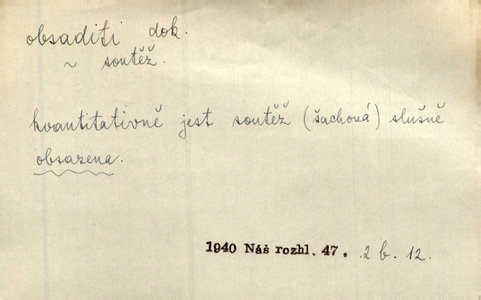 obsaditi dok.
~ soutěž.
kvantitativně jest soutěž (šachová) slušně
obsazena.
1940 Náš rozhl. 47. 2 b. 12.